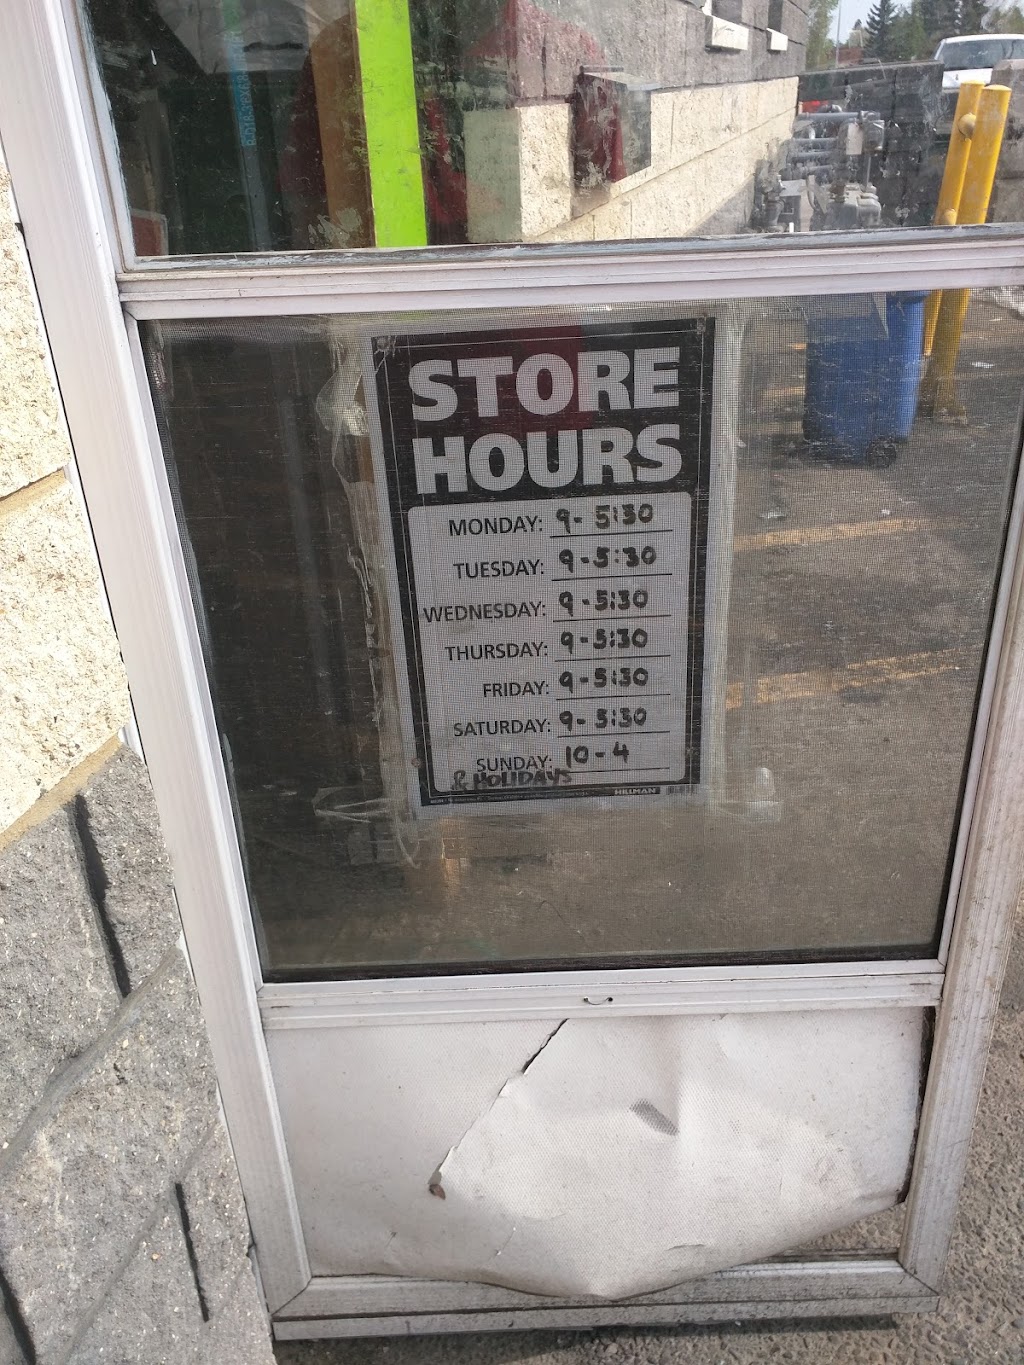 STORE
HOURS
MONDAY: 9-5:30
TUESDAY: 9-5:30
WEDNESDAY: 9-5:30
THURSDAY: 9-5:30
FRIDAY: 9-5:30
SATURDAY: 9-5:30
SUNDAY: 10-4
& HOLIDAYS
HILLMAN